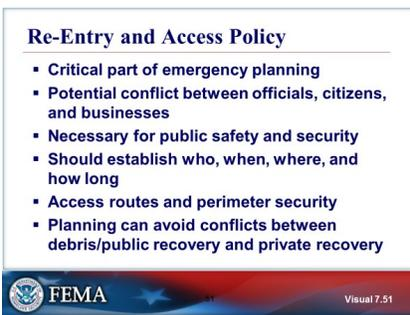 Re-Entry and Access Policy
▪ Critical part of emergency planning
▪ Potential conflict between officials, citizens,
and businesses
▪ Necessary for public safety and security
▪ Should establish who, when, where, and
how long
▪ Access routes and perimeter security
▪ Planning can avoid conflicts between
debris/public recovery and private recovery
FEMA
51
Visual 7.51